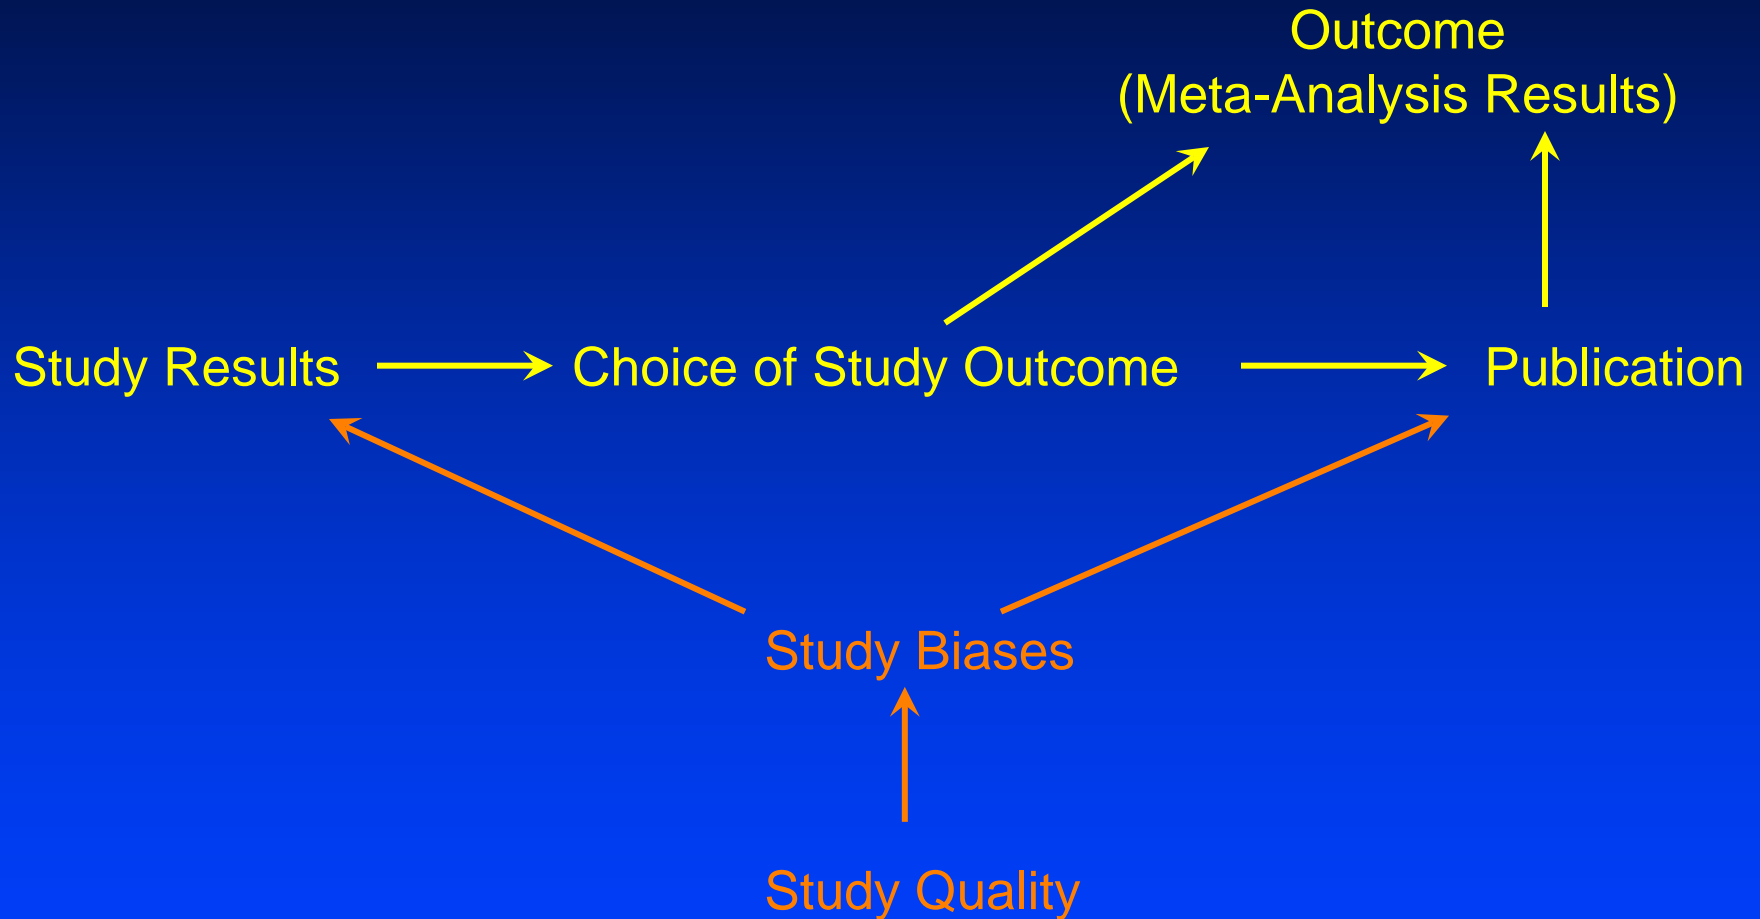 Outcome
(Meta-Analysis Results)
Study Results
Choice of Study Outcome
Publication
Study Biases
Study Quality